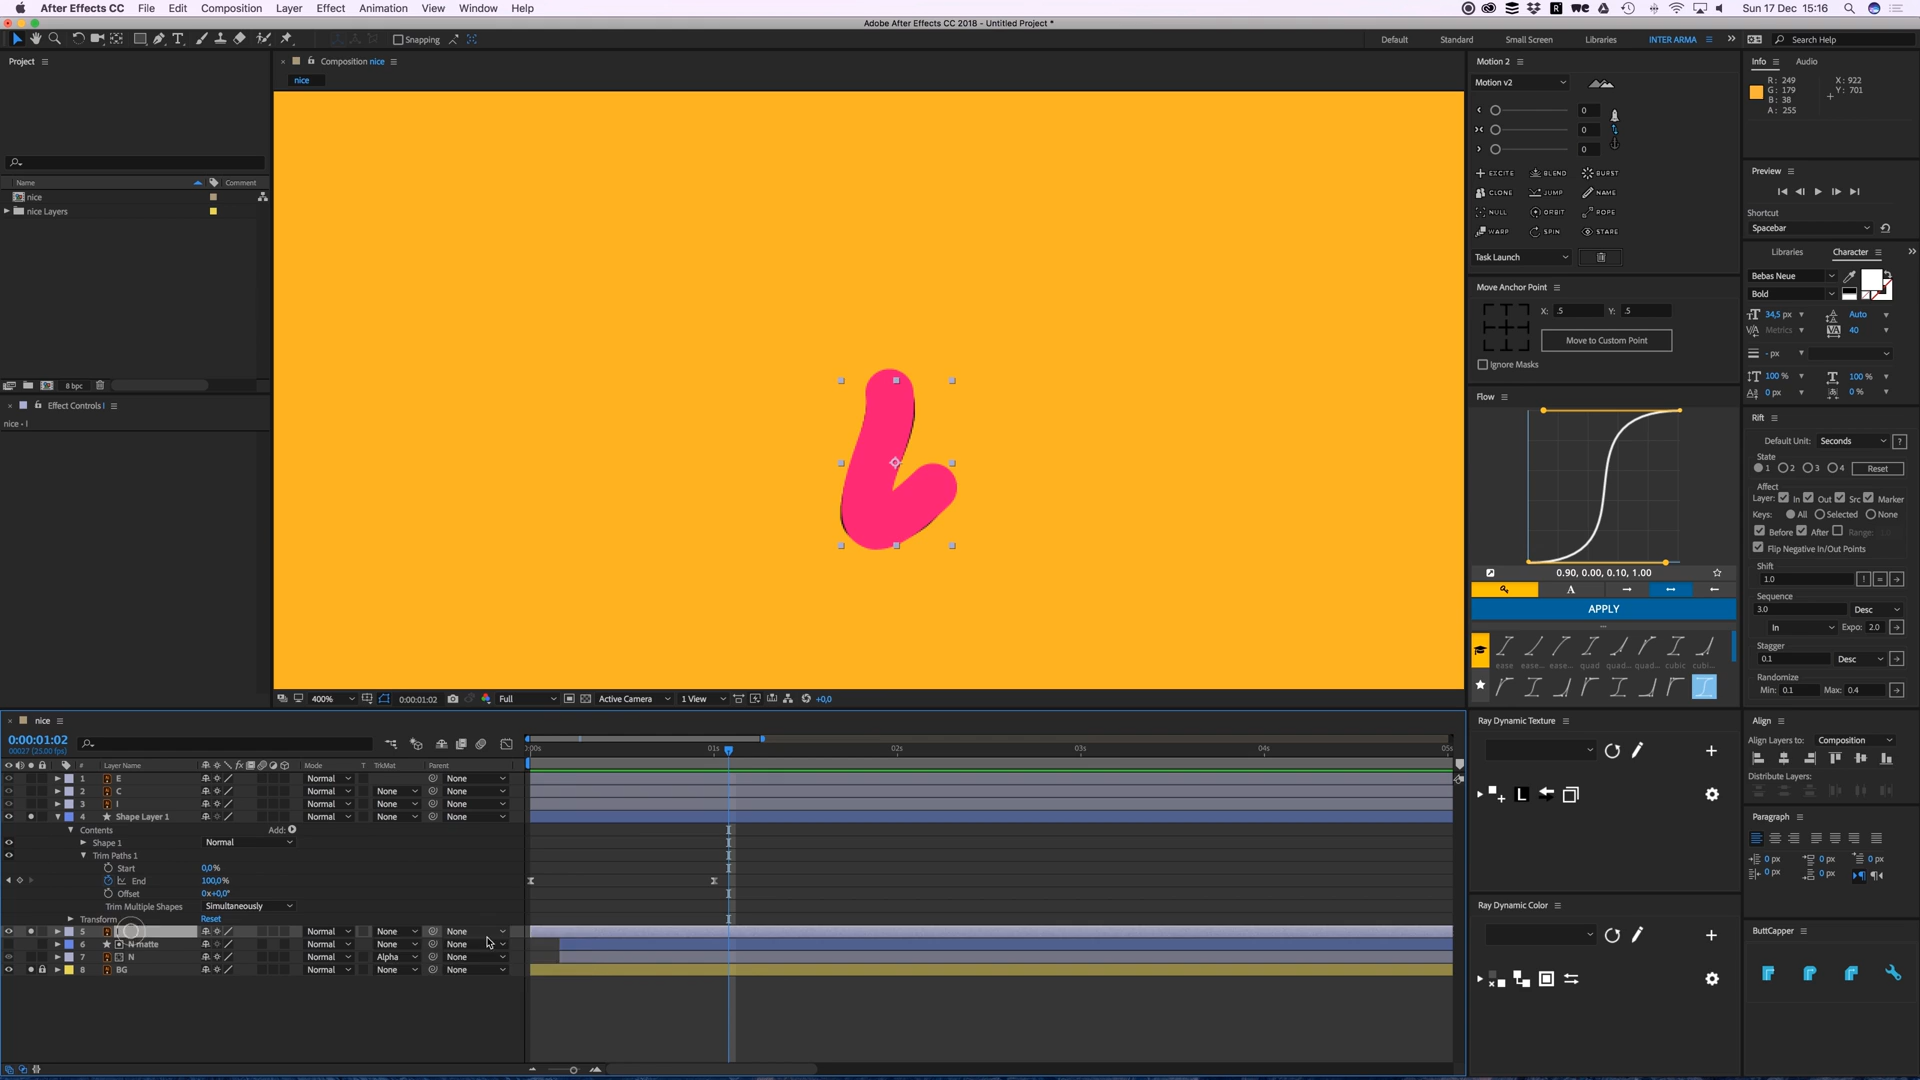 After Effects CC File Edit Composition Layer Effect Animation View Window Help Sun 17 Dec 15:16
Adobe After Effects CC 2018 - Untitled Project *
Snapping Default Standard Small Screen Libraries INTER ARMA Search Help
Project
Composition nice
nice
Name Comment
nice
nice Layers
8 bpc
Effect Controls I
nice - I
400% 0:00:01:02 Full Active Camera 1 View +0,0
Motion 2
Motion v2
0
0
0
EXCITE BLEND BURST
CLONE JUMP NAME
NULL ORBIT ROPE
WARP SPIN STARE
Task Launch
Move Anchor Point
X: .5 Y: .5
Move to Custom Point
Ignore Masks
Flow
0.90, 0.00, 0.10, 1.00
A
APPLY
ease ease... ease... quad quad... quad... cubic cubi...
Info Audio
R: 249 X: 922
G: 179 Y: 701
B: 38
A: 255
Preview
Shortcut
Spacebar
Libraries Character
Bebas Neue
Bold
34,5 px Auto
Metrics 40
- px
100 % 100 %
0 px 0 %
Rift
Default Unit: Seconds ?
State
1 2 3 4 Reset
Affect
Layer: In Out Src Marker
Keys: All Selected None
Before After Range:
Flip Negative In/Out Points
Shift
1.0 ! =
Sequence
3.0 Desc
In Expo: 2.0
Stagger
0.1 Desc
Randomize
Min: 0.1 Max: 0.4
nice
0:00:01:02
00027 (25.00 fps)
:00s 01s 02s 03s 04s 05s
# Layer Name Mode T TrkMat Parent
1 E Normal None
2 C Normal None None
3 I Normal None None
4 Shape Layer 1 Normal None None
Contents Add:
Shape 1 Normal
Trim Paths 1
Start 0,0%
End 100,0%
Offset 0x+0,0°
Trim Multiple Shapes Simultaneously
Transform Reset
5 Normal None None
6 N matte Normal None None
7 N Normal Alpha None
8 BG Normal None None
Ray Dynamic Texture
L
Ray Dynamic Color
Align
Align Layers to: Composition
Distribute Layers:
Paragraph
0 px 0 px 0 px
0 px 0 px
ButtCapper